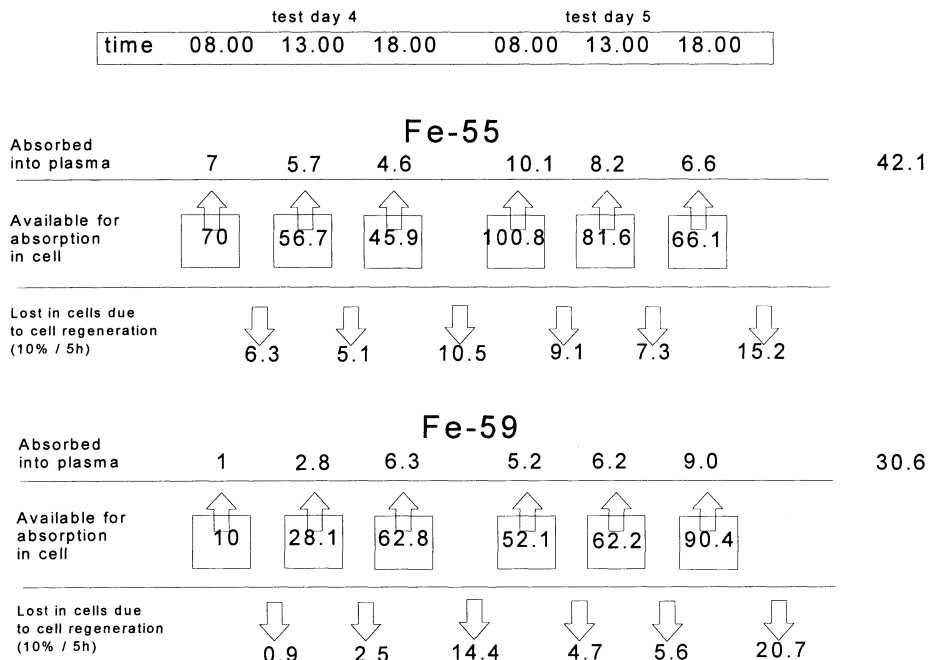 test day 4 test day 5
time 08.00 13.00 18.00 08.00 13.00 18.00
Fe-55
Absorbed
into plasma 7 5.7 4.6 10.1 8.2 6.6 42.1
Available for
absorption
in cell 70 56.7 45.9 100.8 81.6 66.1
Lost in cells due
to cell regeneration
(10% / 5h) 6.3 5.1 10.5 9.1 7.3 15.2
Fe-59
Absorbed
into plasma 1 2.8 6.3 5.2 6.2 9.0 30.6
Available for
absorption
in cell 10 28.1 62.8 52.1 62.2 90.4
Lost in cells due
to cell regeneration
(10% / 5h) 0.9 2.5 14.4 4.7 5.6 20.7